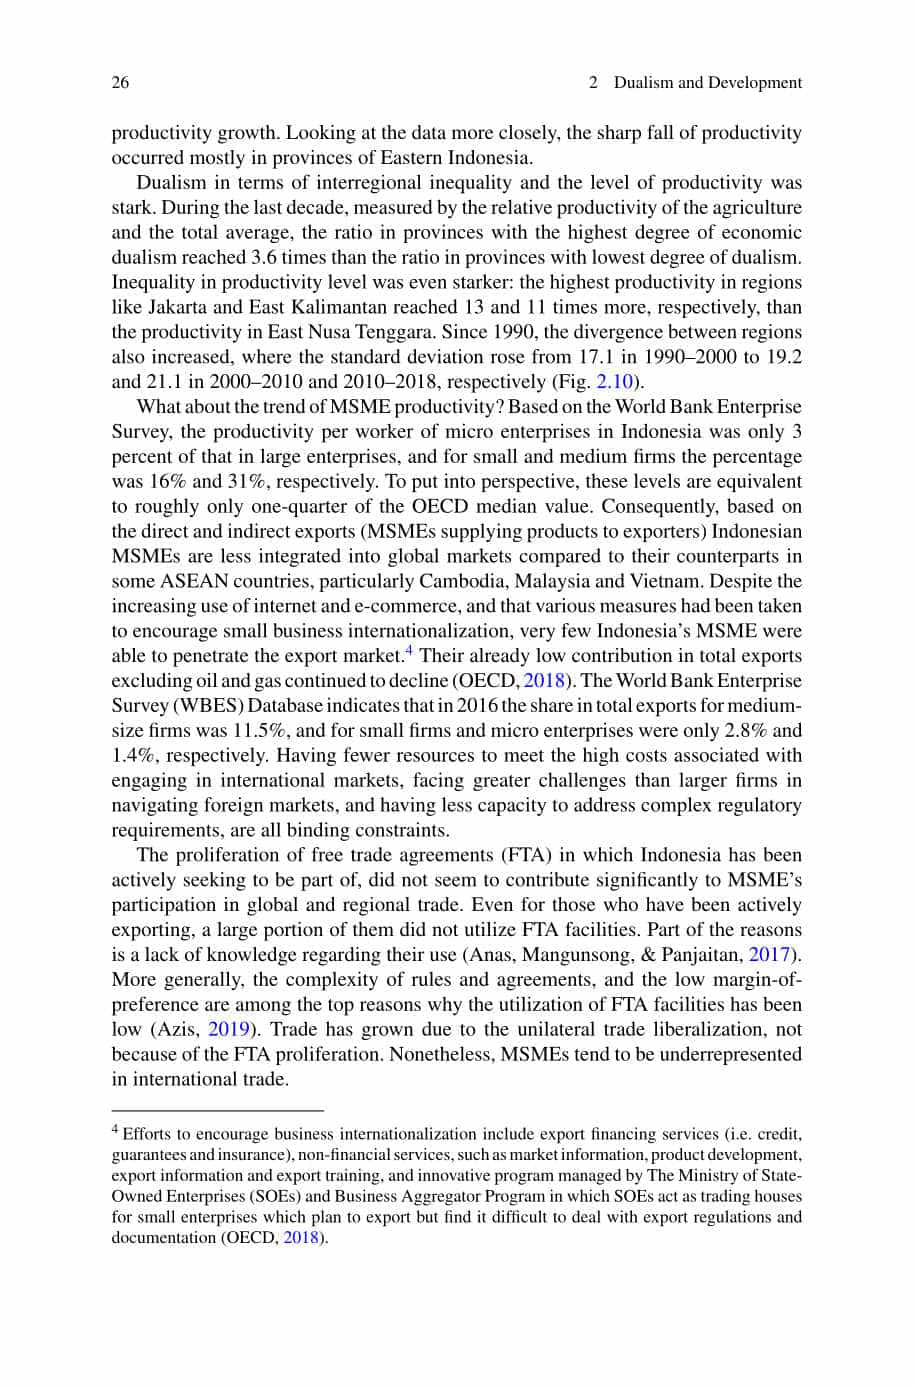 26
2 Dualism and Development
productivity growth. Looking at the data more closely, the sharp fall of productivity
occurred mostly in provinces of Eastern Indonesia.
Dualism in terms of interregional inequality and the level of productivity was
stark. During the last decade, measured by the relative productivity of the agriculture
and the total average, the ratio in provinces with the highest degree of economic
dualism reached 3.6 times than the ratio in provinces with lowest degree of dualism.
Inequality in productivity level was even starker: the highest productivity in regions
like Jakarta and East Kalimantan reached 13 and 11 times more, respectively, than
the productivity in East Nusa Tenggara. Since 1990, the divergence between regions
also increased, where the standard deviation rose from 17.1 in 1990–2000 to 19.2
and 21.1 in 2000–2010 and 2010–2018, respectively (Fig. 2.10).
What about the trend of MSME productivity? Based on the World Bank Enterprise
Survey, the productivity per worker of micro enterprises in Indonesia was only 3
percent of that in large enterprises, and for small and medium firms the percentage
was 16% and 31%, respectively. To put into perspective, these levels are equivalent
to roughly only one-quarter of the OECD median value. Consequently, based on
the direct and indirect exports (MSMEs supplying products to exporters) Indonesian
MSMEs are less integrated into global markets compared to their counterparts in
some ASEAN countries, particularly Cambodia, Malaysia and Vietnam. Despite the
increasing use of internet and e-commerce, and that various measures had been taken
to encourage small business internationalization, very few Indonesia's MSME were
able to penetrate the export market.4 Their already low contribution in total exports
excluding oil and gas continued to decline (OECD, 2018). The World Bank Enterprise
Survey (WBES) Database indicates that in 2016 the share in total exports for medium-
size firms was 11.5%, and for small firms and micro enterprises were only 2.8% and
1.4%, respectively. Having fewer resources to meet the high costs associated with
engaging in international markets, facing greater challenges than larger firms in
navigating foreign markets, and having less capacity to address complex regulatory
requirements, are all binding constraints.
The proliferation of free trade agreements (FTA) in which Indonesia has been
actively seeking to be part of, did not seem to contribute significantly to MSME's
participation in global and regional trade. Even for those who have been actively
exporting, a large portion of them did not utilize FTA facilities. Part of the reasons
is a lack of knowledge regarding their use (Anas, Mangunsong, & Panjaitan, 2017).
More generally, the complexity of rules and agreements, and the low margin-of-
preference are among the top reasons why the utilization of FTA facilities has been
low (Azis, 2019). Trade has grown due to the unilateral trade liberalization, not
because of the FTA proliferation. Nonetheless, MSMEs tend to be underrepresented
in international trade.
4 Efforts to encourage business internationalization include export financing services (i.e. credit,
guarantees and insurance), non-financial services, such as market information, product development,
export information and export training, and innovative program managed by The Ministry of State-
Owned Enterprises (SOEs) and Business Aggregator Program in which SOEs act as trading houses
for small enterprises which plan to export but find it difficult to deal with export regulations and
documentation (OECD, 2018).